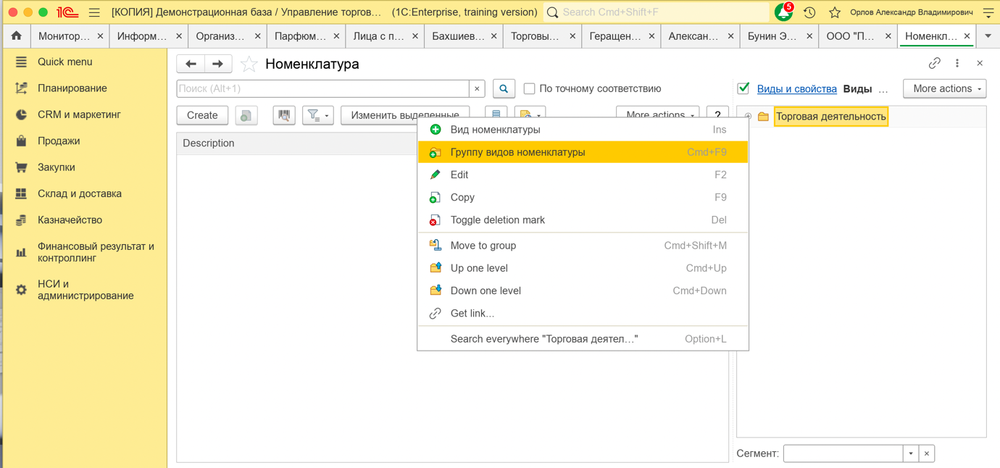 1С [КОПИЯ] Демонстрационная база / Управление торгов... (1C:Enterprise, training version) Search Cmd+Shift+F 5 Орлов Александр Владимирович
Монитор... × Информ... × Организ... × Парфюм... × Лица с п... × Бахшиев... × Торговы... × Геращен... × Алексан... × Бунин Э... × ООО "П... × Номенкл... ×
Quick menu
Планирование
CRM и маркетинг
Продажи
Закупки
Склад и доставка
Казначейство
Финансовый результат и
контроллинг
НСИ и
администрирование
Номенклатура
Поиск (Alt+1) × По точному соответствию
Виды и свойства Виды ... More actions
Create Изменить выделенные More actions ?
Description
Торговая деятельность
Вид номенклатуры Ins
Группу видов номенклатуры Cmd+F9
Edit F2
Copy F9
Toggle deletion mark Del
Move to group Cmd+Shift+M
Up one level Cmd+Up
Down one level Cmd+Down
Get link...
Search everywhere "Торговая деятел..." Option+L
Сегмент: ×